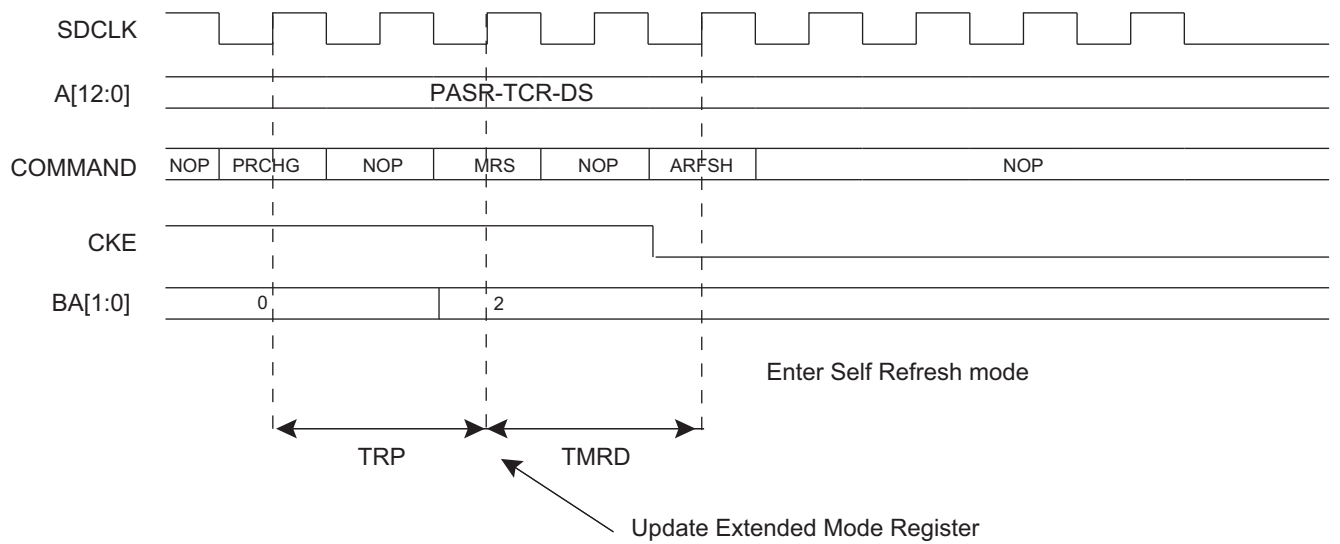 SDCLK
A[12:0] PASR-TCR-DS
COMMAND NOP PRCHG NOP MRS NOP ARFSH NOP
CKE
BA[1:0] 0 2
Enter Self Refresh mode
TRP TMRD
Update Extended Mode Register